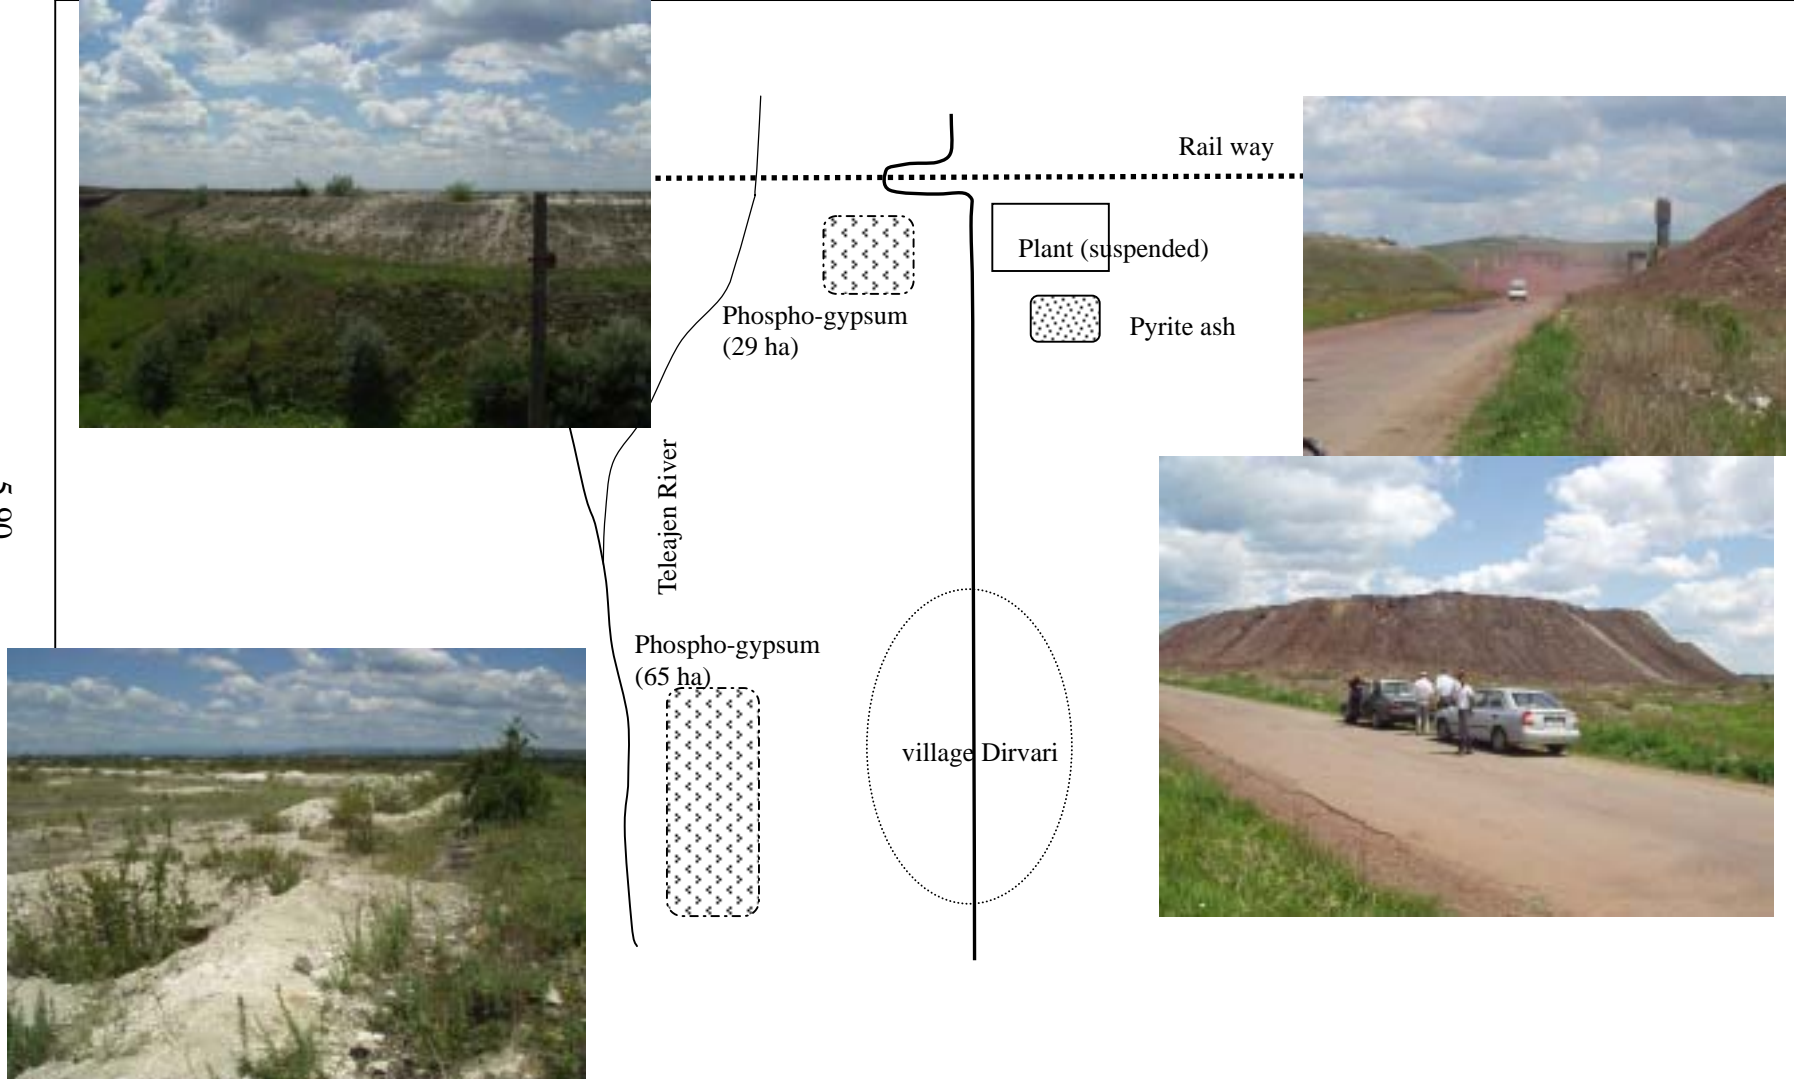 Rail way
Plant (suspended)
Phospho-gypsum
(29 ha)
Pyrite ash
Teleajen River
Phospho-gypsum
(65 ha)
village Dirvari